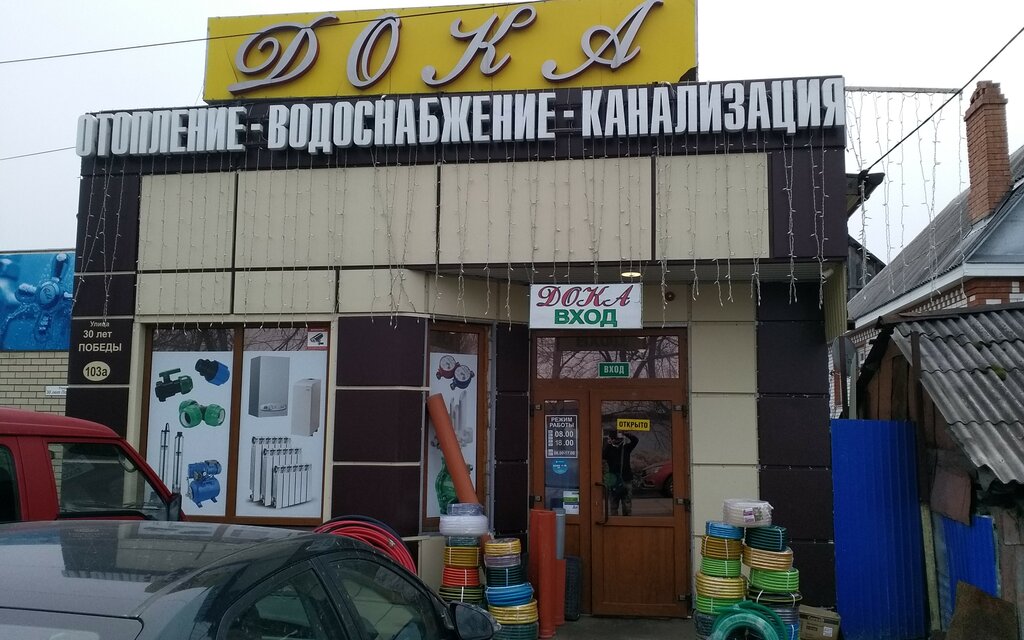 ДОКА
ОТОПЛЕНИЕ - ВОДОСНАБЖЕНИЕ - КАНАЛИЗАЦИЯ
ДОКА
ВХОД
Улица
30 лет
ПОБЕДЫ
103а
ВХОД
РЕЖИМ
РАБОТЫ
08.00
18.00
ОТКРЫТО